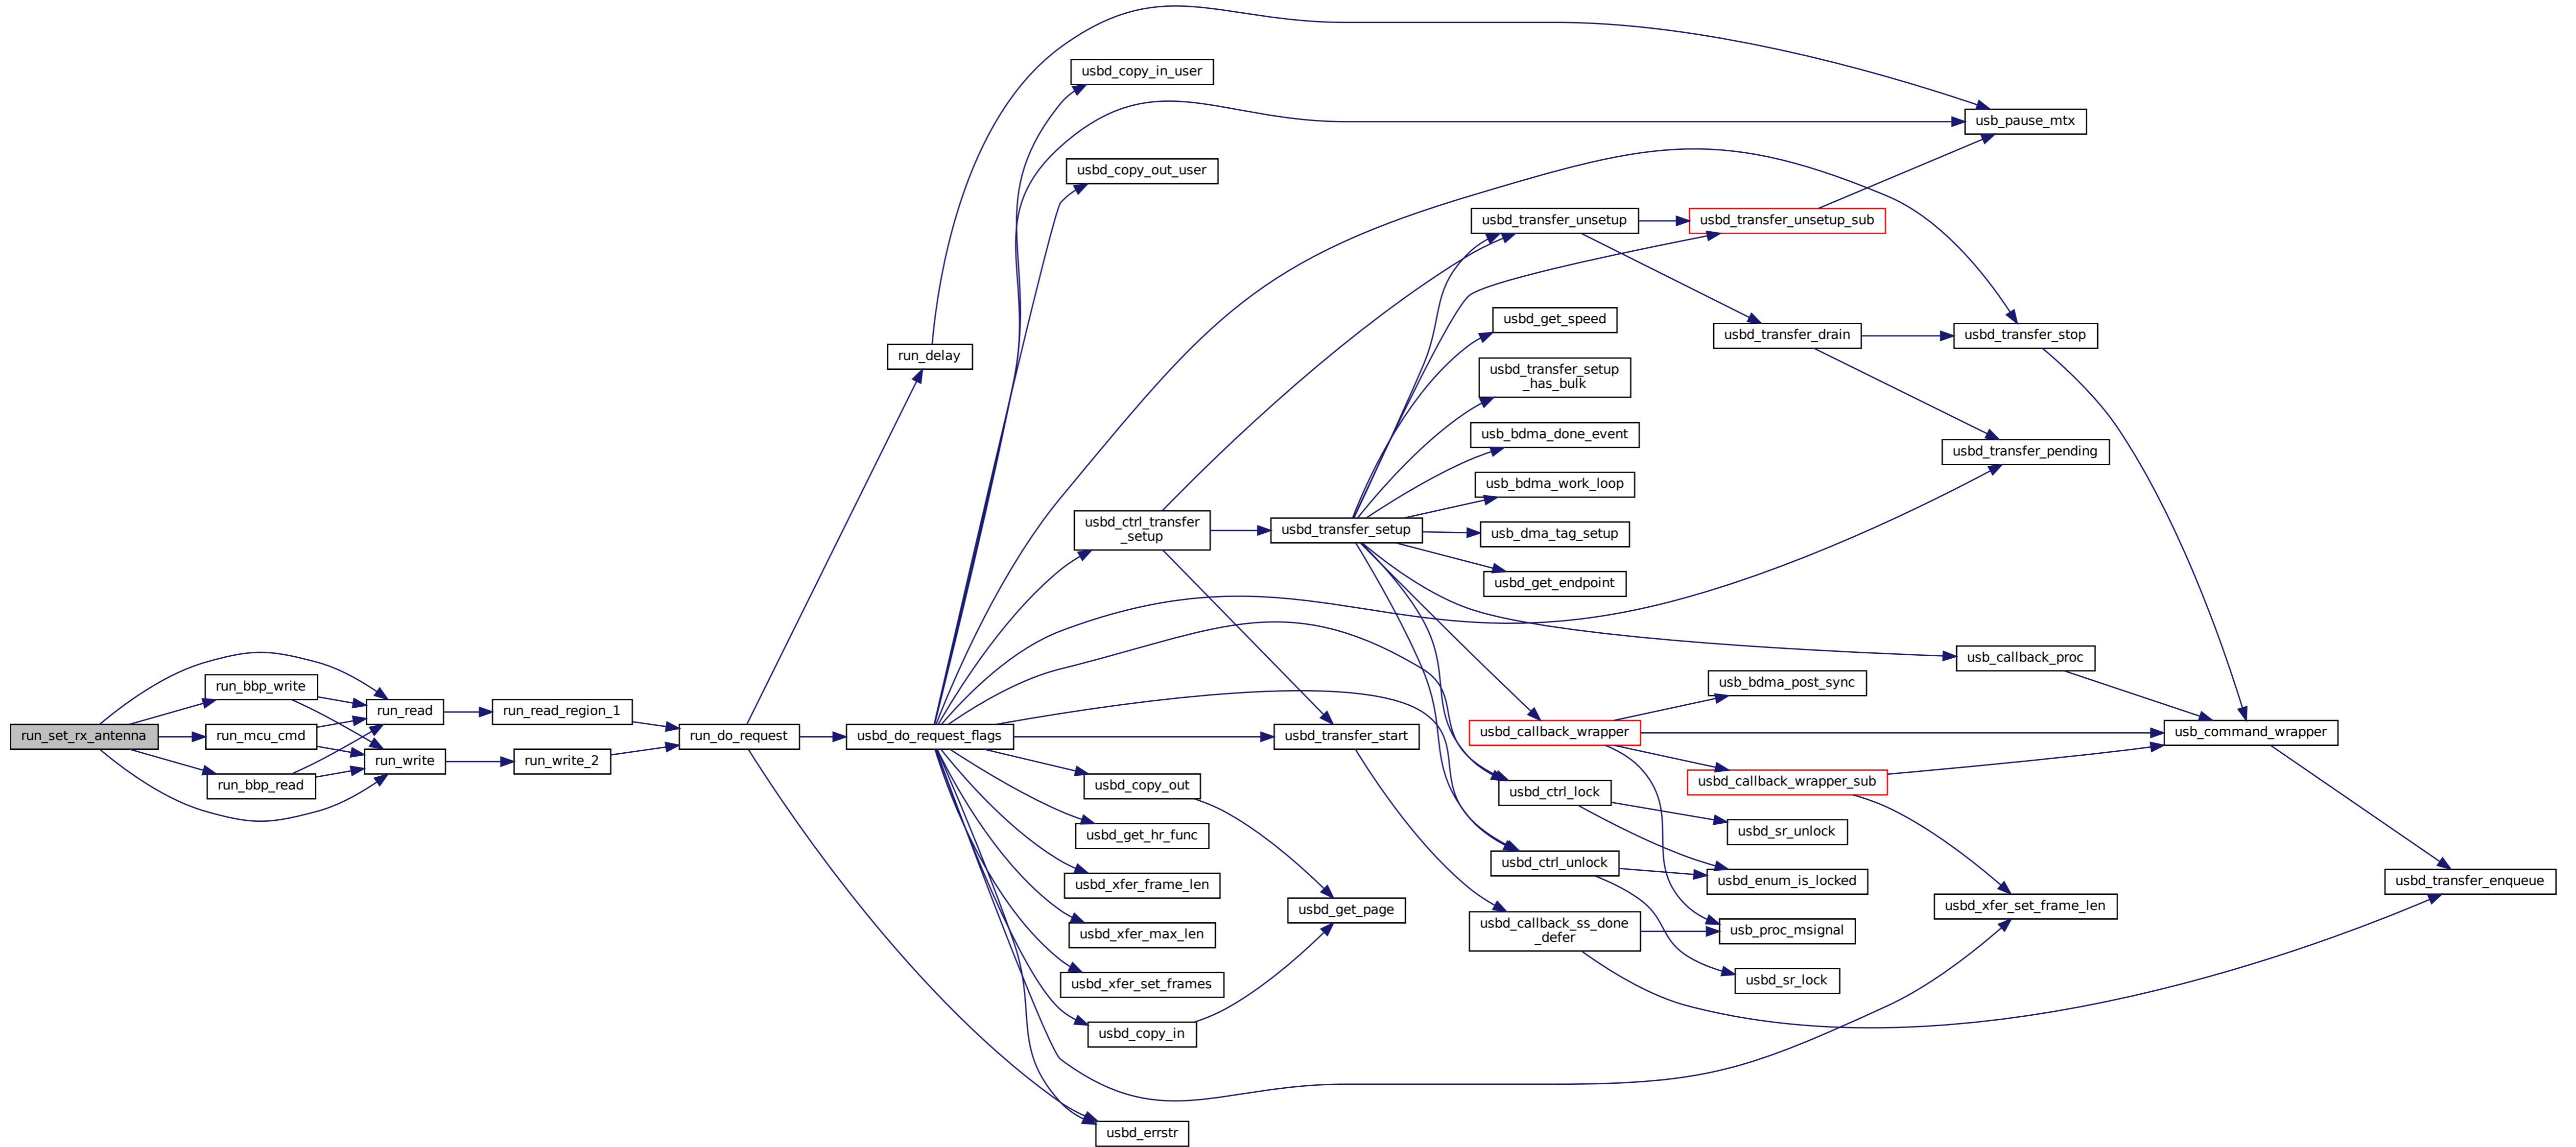 run_set_rx_antenna
run_bbp_write
run_mcu_cmd
run_bbp_read
run_read
run_write
run_read_region_1
run_write_2
run_do_request
run_delay
usbd_do_request_flags
usbd_copy_in_user
usbd_copy_out_user
usbd_ctrl_transfer
_setup
usbd_copy_out
usbd_get_hr_func
usbd_xfer_frame_len
usbd_xfer_max_len
usbd_xfer_set_frames
usbd_copy_in
usbd_errstr
usbd_transfer_setup
usbd_transfer_start
usbd_get_page
usbd_transfer_unsetup
usbd_get_speed
usbd_transfer_setup
_has_bulk
usb_bdma_done_event
usb_bdma_work_loop
usb_dma_tag_setup
usbd_get_endpoint
usbd_callback_wrapper
usbd_ctrl_lock
usbd_ctrl_unlock
usbd_callback_ss_done
_defer
usbd_transfer_unsetup_sub
usbd_transfer_drain
usb_bdma_post_sync
usbd_callback_wrapper_sub
usbd_sr_unlock
usbd_enum_is_locked
usb_proc_msignal
usbd_sr_lock
usb_pause_mtx
usbd_transfer_stop
usbd_transfer_pending
usb_callback_proc
usbd_xfer_set_frame_len
usb_command_wrapper
usbd_transfer_enqueue